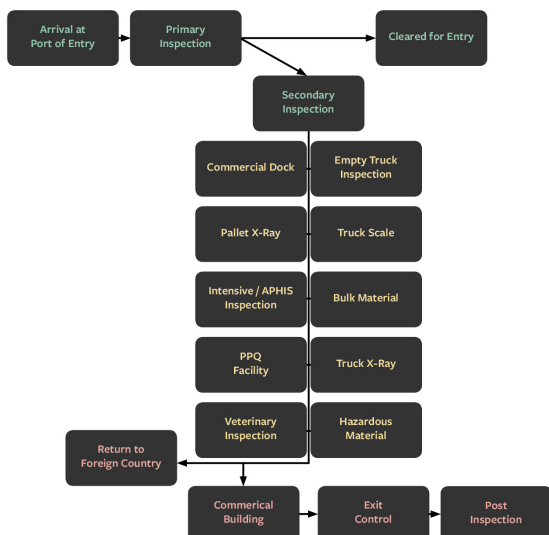 Arrival at
Port of Entry
Primary
Inspection
Cleared for Entry
Secondary
Inspection
Commercial Dock
Empty Truck
Inspection
Pallet X-Ray
Truck Scale
Intensive / APHIS
Inspection
Bulk Material
PPQ
Facility
Truck X-Ray
Veterinary
Inspection
Hazardous
Material
Return to
Foreign Country
Commerical
Building
Exit
Control
Post
Inspection